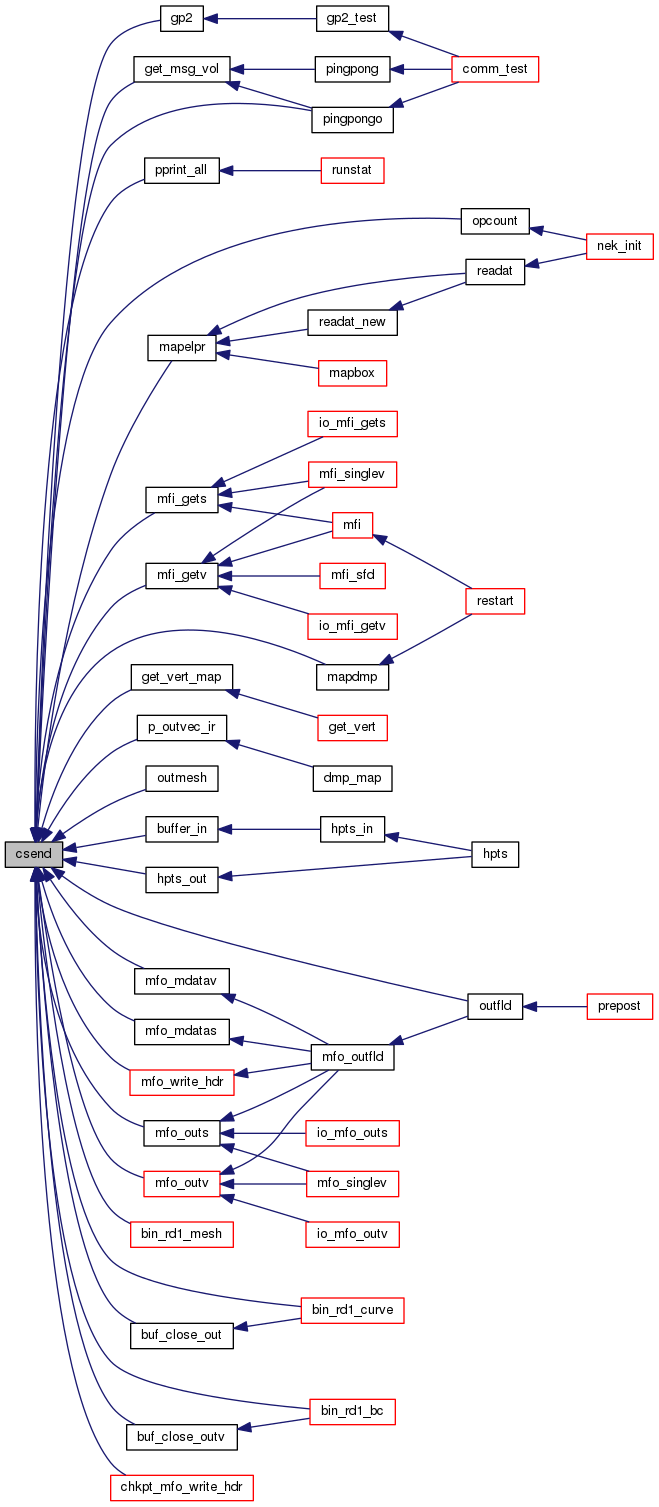 gp2
gp2_test
get_msg_vol
pingpong
comm_test
pingpongo
pprint_all
runstat
opcount
nek_init
readat
readat_new
mapelpr
mapbox
io_mfi_gets
mfi_singlev
mfi_gets
mfi
mfi_getv
mfi_sfd
restart
io_mfi_getv
get_vert_map
mapdmp
p_outvec_ir
get_vert
outmesh
dmp_map
buffer_in
hpts_in
csend
hpts
hpts_out
mfo_mdatav
outfld
prepost
mfo_mdatas
mfo_outfld
mfo_write_hdr
mfo_outs
io_mfo_outs
mfo_outv
mfo_singlev
bin_rd1_mesh
io_mfo_outv
bin_rd1_curve
buf_close_out
bin_rd1_bc
buf_close_outv
chkpt_mfo_write_hdr